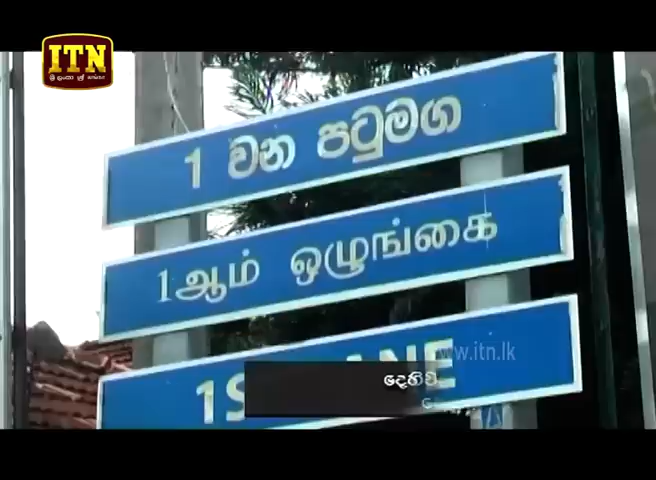 ITN
ශ්‍රී ලංකා
1 වන පටුමග
1ஆம் ஒழுங்கை
www.itn.lk
දෙහිවි